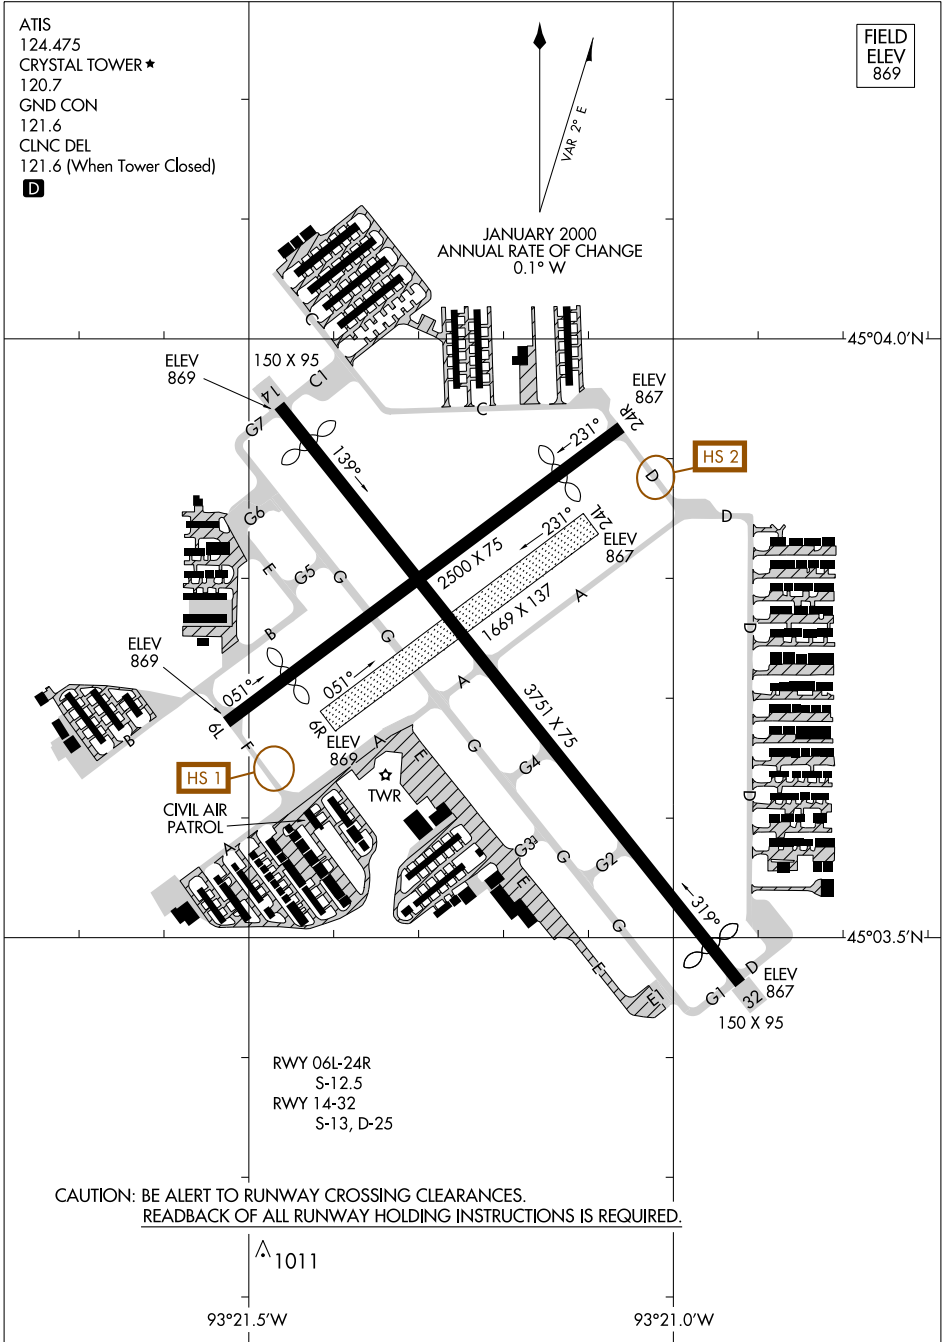 ATIS
124.475
CRYSTAL TOWER ★
120.7
GND CON
121.6
CLNC DEL
121.6 (When Tower Closed)
D
FIELD
ELEV
869
VAR 2° E
JANUARY 2000
ANNUAL RATE OF CHANGE
0.1° W
45°04.0'N
ELEV
869
150 X 95
14
C
C1
C
ELEV
867
24R
G7
139°
231°
HS 2
D
D
G6
231°
24L
ELEV
867
2500 X 75
E
G5
G
1669 X 137
A
B
G
D
ELEV
869
051°
051°
A
3751 X 75
6L
6R
B
F
ELEV
869
A
E
G
HS 1
TWR
G4
D
CIVIL AIR
PATROL
A
G3
G
G2
E
319°
G
45°03.5'N
E
D
ELEV
867
E1
G1
32
150 X 95
RWY 06L-24R
S-12.5
RWY 14-32
S-13, D-25
CAUTION: BE ALERT TO RUNWAY CROSSING CLEARANCES.
READBACK OF ALL RUNWAY HOLDING INSTRUCTIONS IS REQUIRED.
1011
93°21.5'W
93°21.0'W